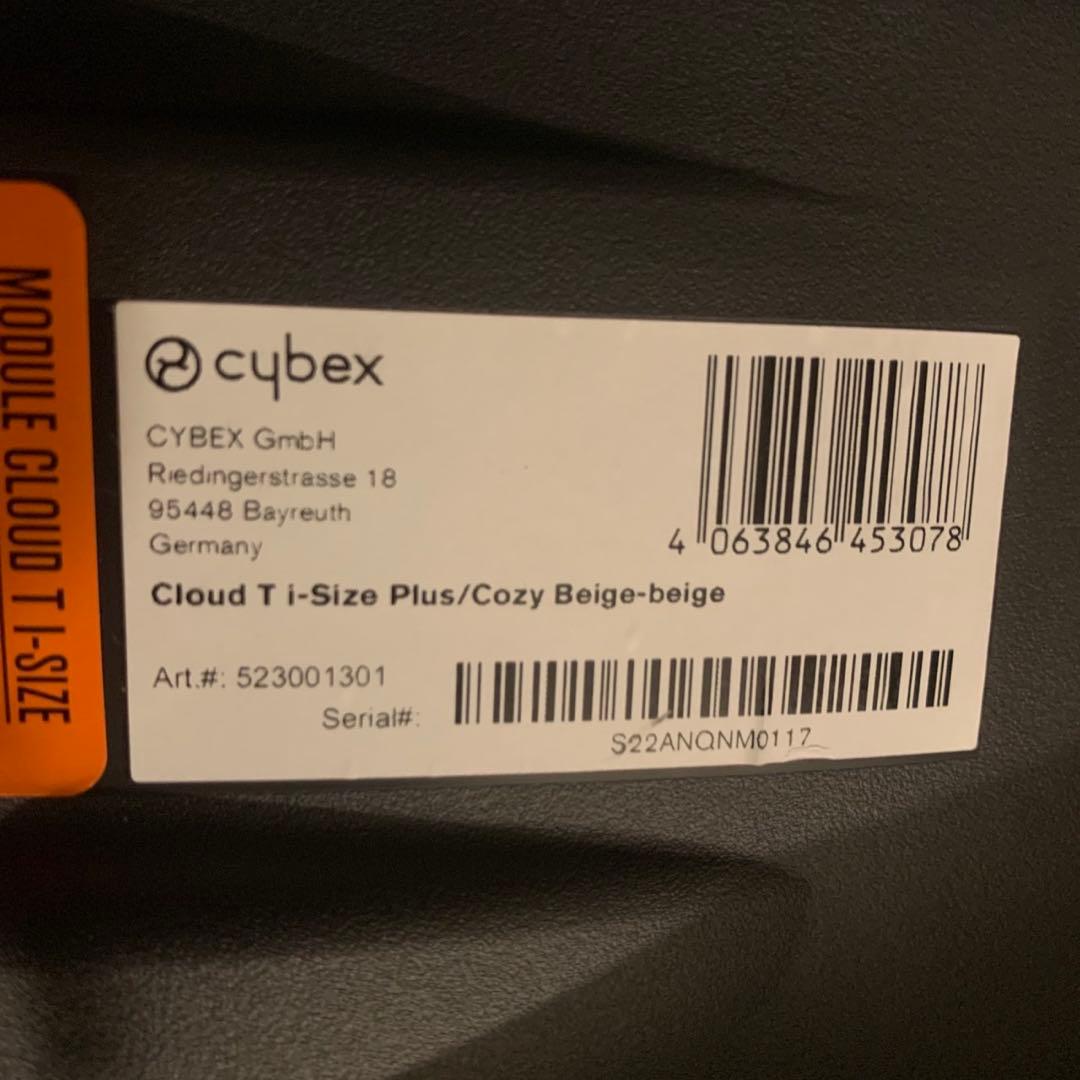 MODULE CLOUD T I-SIZE
cybex
CYBEX GmbH
Riedingerstrasse 18
95448 Bayreuth
Germany
4 063846 453078
Cloud T i-Size Plus/Cozy Beige-beige
Art.#: 523001301
Serial#:
S22ANQNM0117